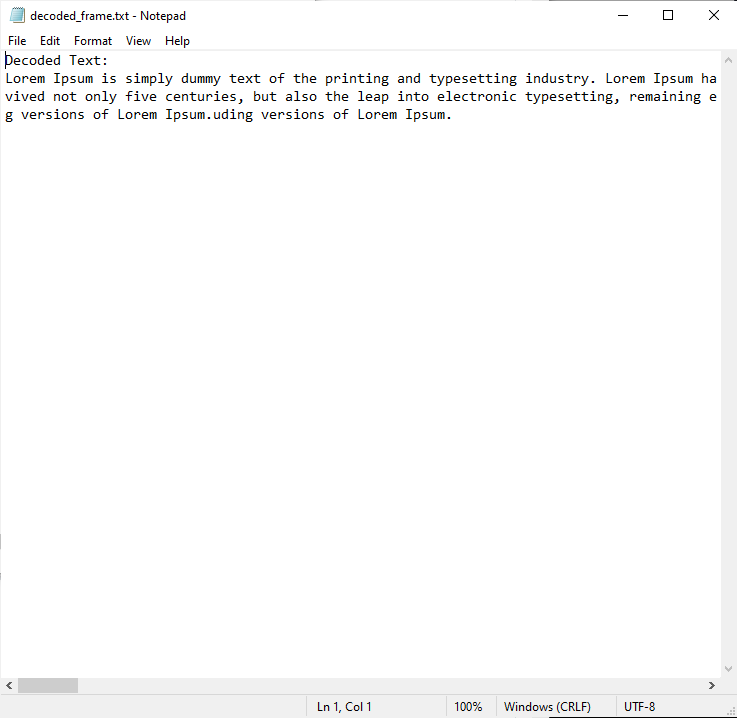 decoded_frame.txt - Notepad
File Edit Format View Help
Decoded Text:
Lorem Ipsum is simply dummy text of the printing and typesetting industry. Lorem Ipsum ha
vived not only five centuries, but also the leap into electronic typesetting, remaining e
g versions of Lorem Ipsum.uding versions of Lorem Ipsum.
Ln 1, Col 1 100% Windows (CRLF) UTF-8